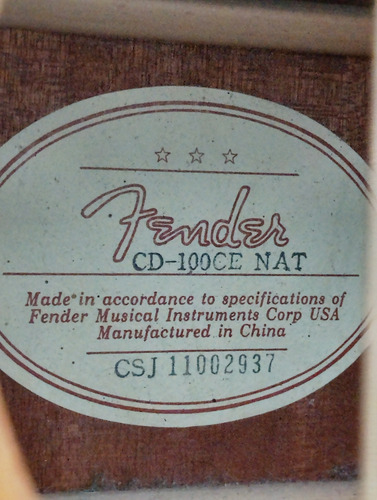 Fender
CD-100CE NAT
Made in accordance to specifications of
Fender Musical Instruments Corp USA
Manufactured in China
CSJ 11002937